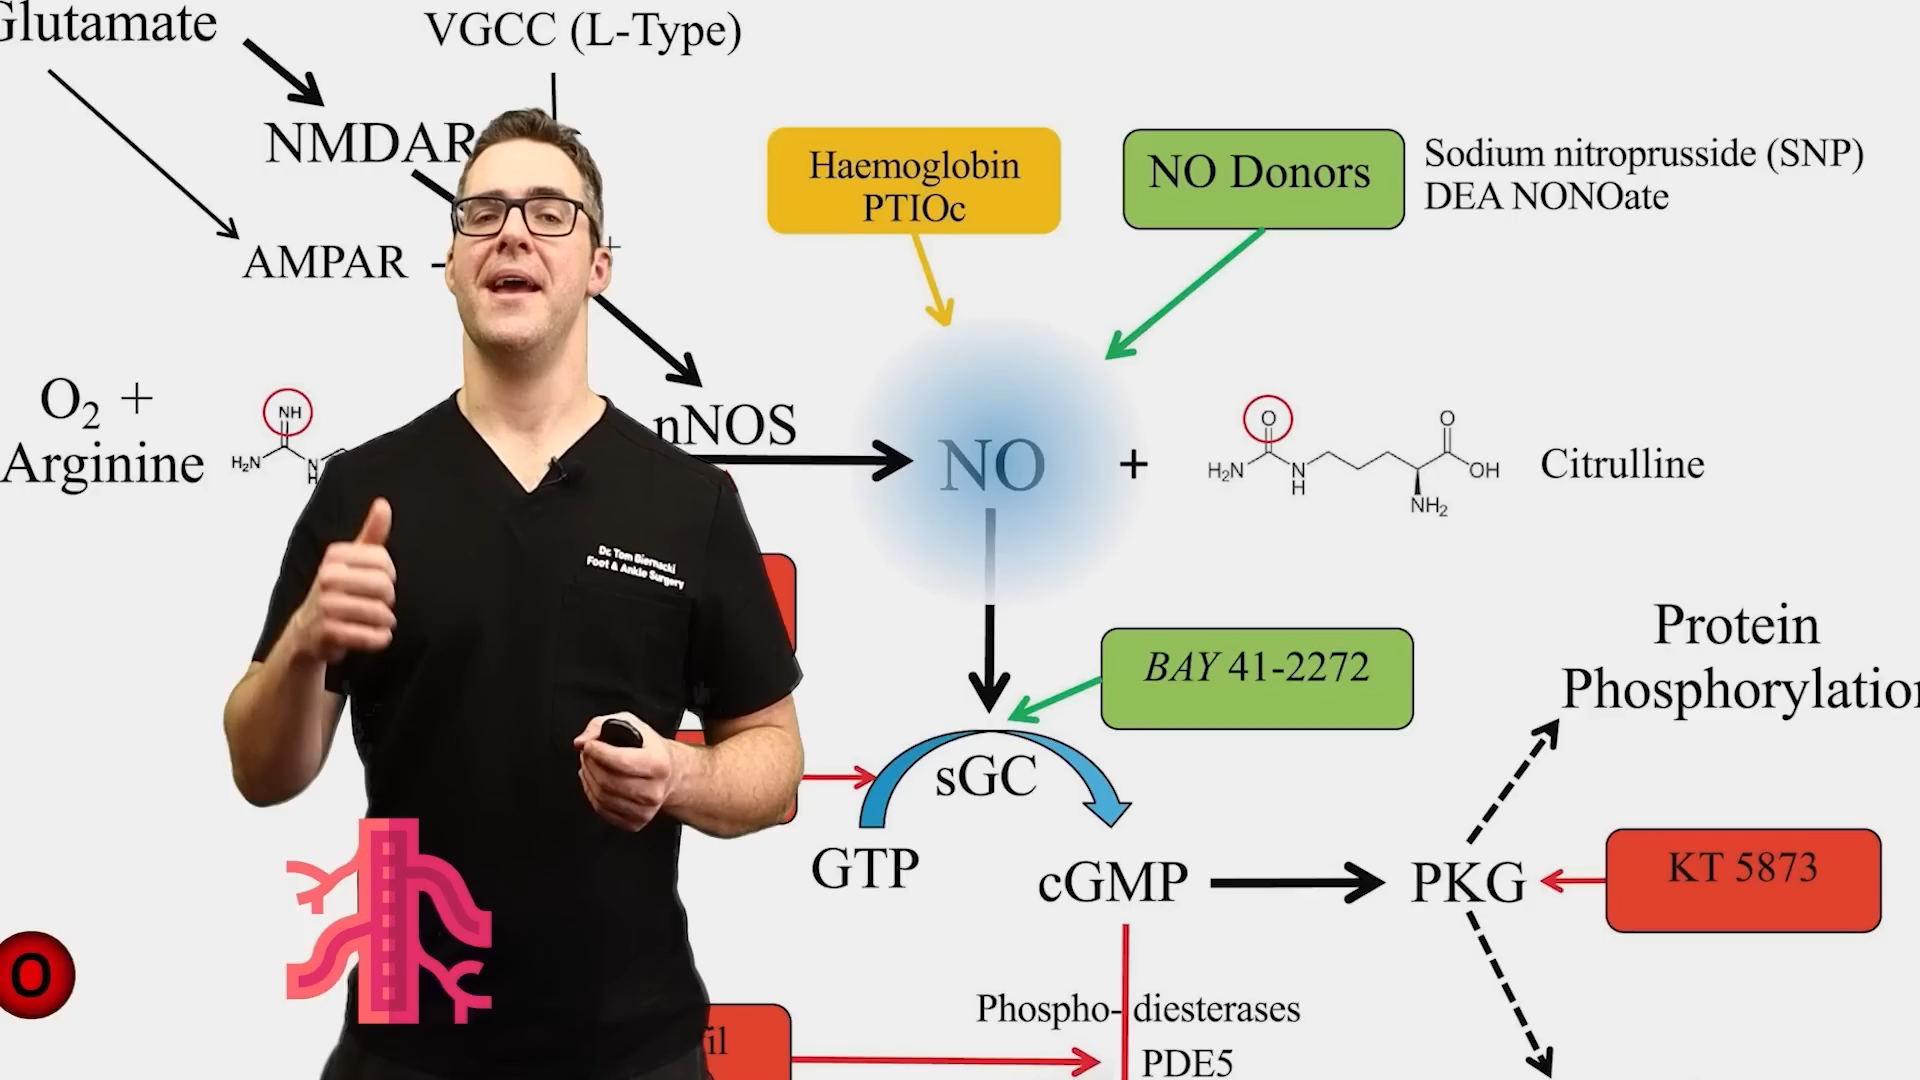 Glutamate
VGCC (L-Type)
NMDAR
Haemoglobin
PTIOc
NO Donors
Sodium nitroprusside (SNP)
DEA NONOate
AMPAR
+
O2 +
Arginine
NH
H2N
N
H
nNOS
NO
+
O
H2N
N
H
O
OH
NH2
Citrulline
Dr. Tom Biernacki
Foot & Ankle Surgery
BAY 41-2272
Protein
Phosphorylation
sGC
GTP
cGMP
PKG
KT 5873
O
Phospho-diesterases
il
PDE5